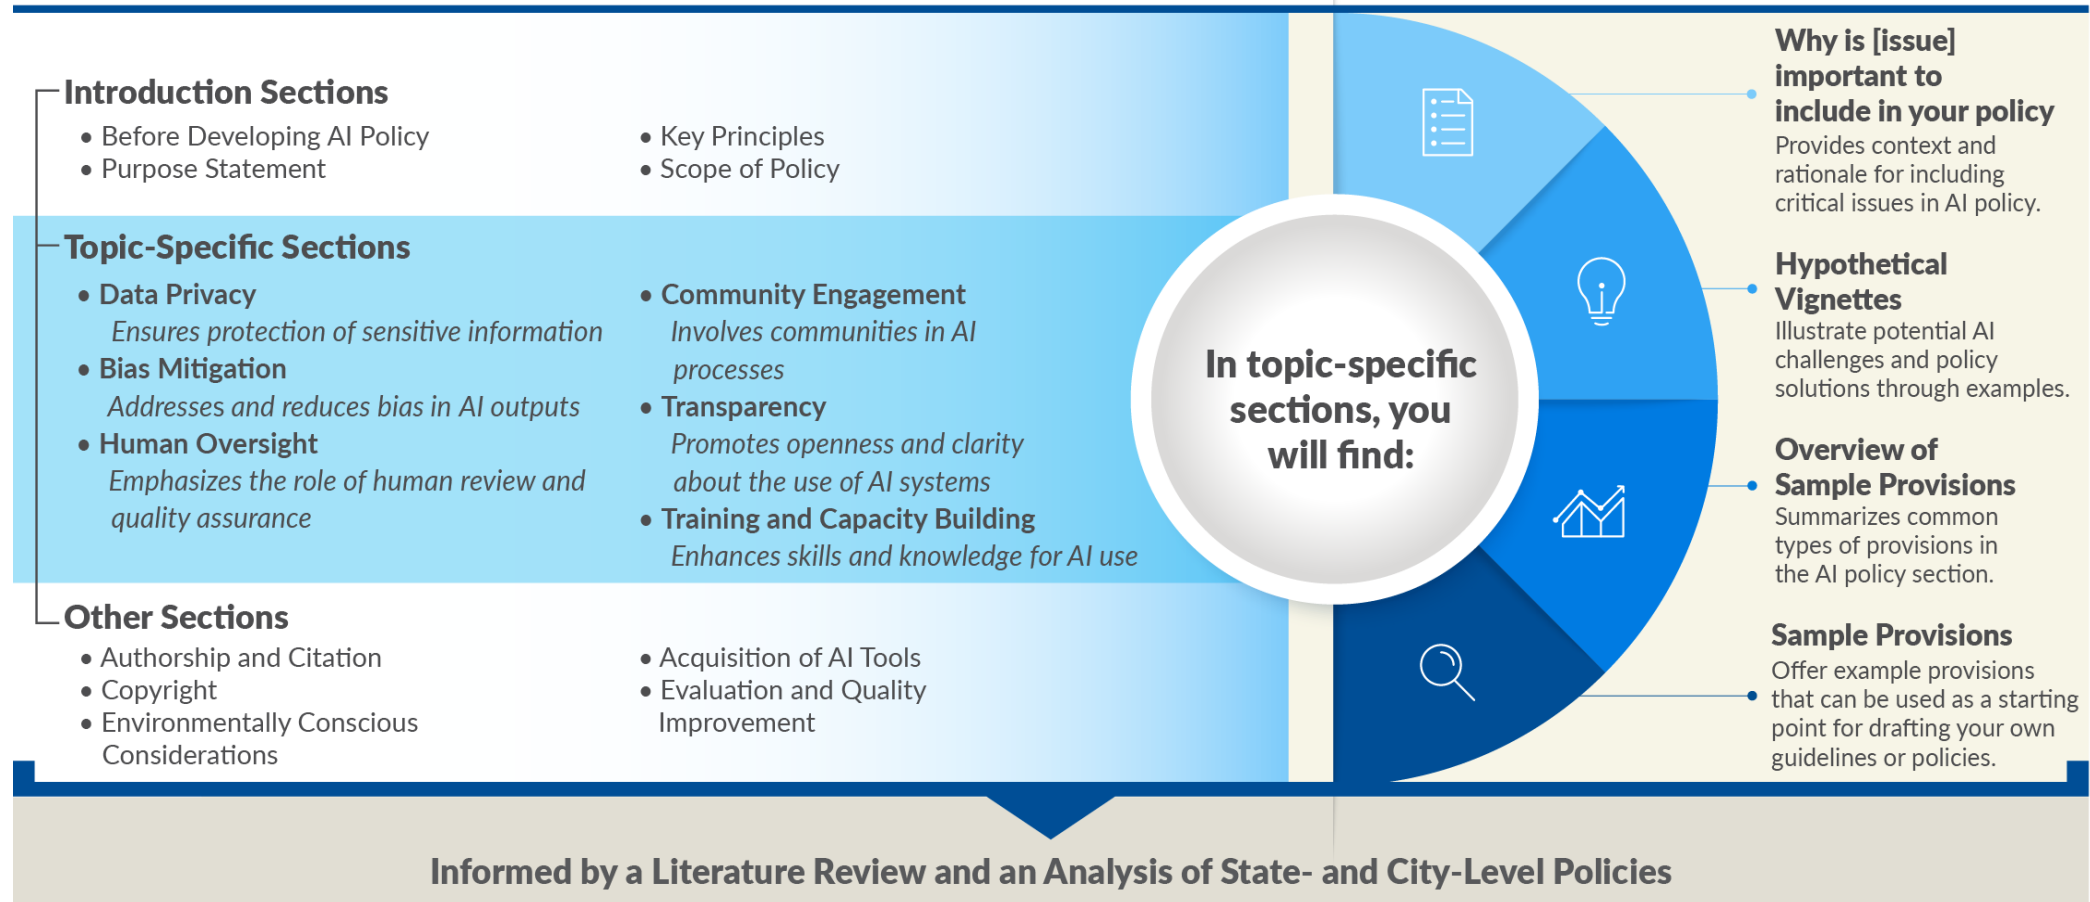 Introduction Sections
• Before Developing AI Policy
• Purpose Statement
• Key Principles
• Scope of Policy
Topic-Specific Sections
• Data Privacy
Ensures protection of sensitive information
• Bias Mitigation
Addresses and reduces bias in AI outputs
• Human Oversight
Emphasizes the role of human review and
quality assurance
• Community Engagement
Involves communities in AI
processes
• Transparency
Promotes openness and clarity
about the use of AI systems
• Training and Capacity Building
Enhances skills and knowledge for AI use
Other Sections
• Authorship and Citation
• Copyright
• Environmentally Conscious
Considerations
• Acquisition of AI Tools
• Evaluation and Quality
Improvement
In topic-specific
sections, you
will find:
Why is [issue]
important to
include in your policy
Provides context and
rationale for including
critical issues in AI policy.
Hypothetical
Vignettes
Illustrate potential AI
challenges and policy
solutions through examples.
Overview of
Sample Provisions
Summarizes common
types of provisions in
the AI policy section.
Sample Provisions
Offer example provisions
that can be used as a starting
point for drafting your own
guidelines or policies.
Informed by a Literature Review and an Analysis of State- and City-Level Policies